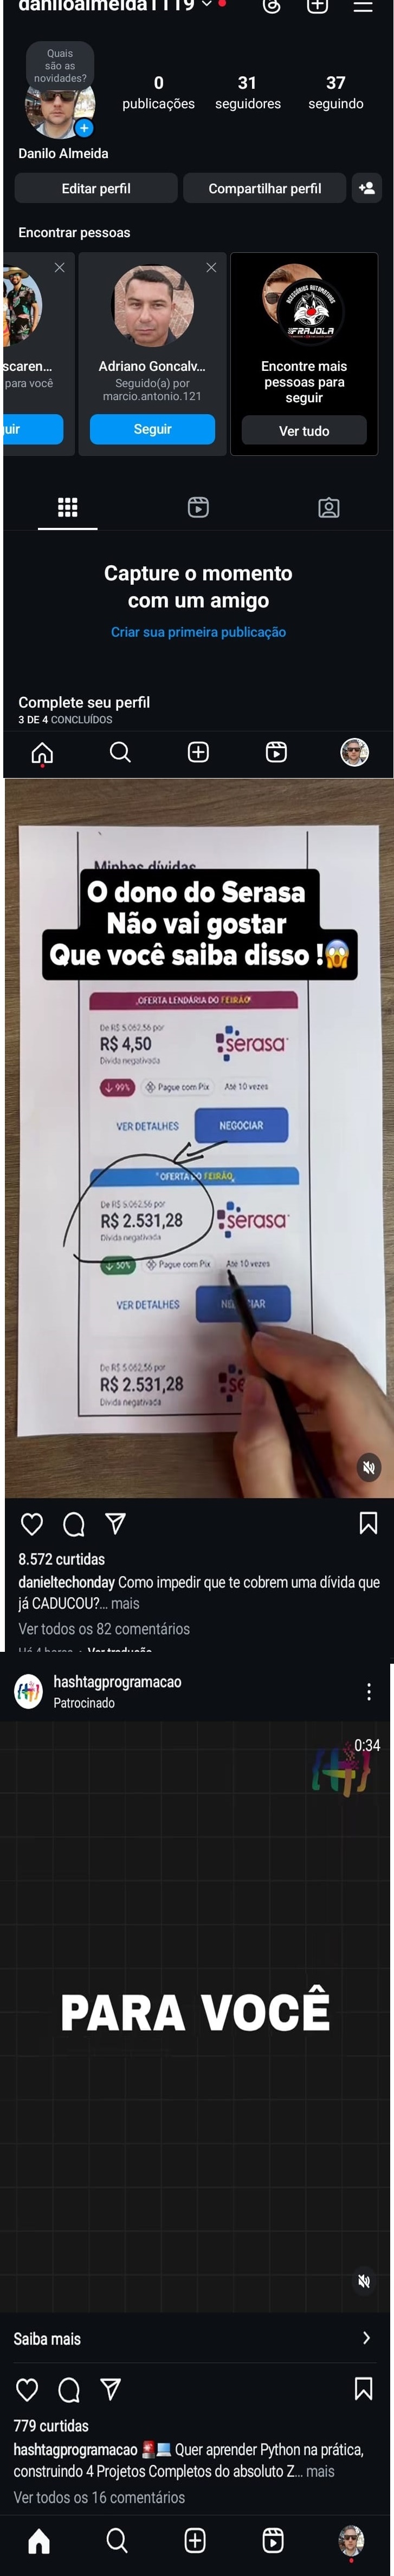 daniloalmeida1119
Quais
são as
novidades?
0
31
37
publicações
seguidores
seguindo
Danilo Almeida
Editar perfil
Compartilhar perfil
Encontrar pessoas
scaren...
para você
uir
Adriano Goncalv...
Seguido(a) por
marcio.antonio.121
Seguir
ACESSÓRIOS AUTOMOTIVOS
FRAJOLA
Encontre mais
pessoas para
seguir
Ver tudo
Capture o momento
com um amigo
Criar sua primeira publicação
Complete seu perfil
3 DE 4 CONCLUÍDOS
Minhas dívidas
O dono do Serasa
Não vai gostar
Que você saiba disso !😱
OFERTA LENDÁRIA DO FEIRÃO
De R$ 5.062,56 por
R$ 4,50
serasa
Dívida negativada
↓ 99%
Pague com Pix
Até 10 vezes
VER DETALHES
NEGOCIAR
OFERTA DO FEIRÃO
De R$ 5.062,56 por
R$ 2.531,28
serasa
Dívida negativada
↓ 50%
Pague com Pix
Até 10 vezes
VER DETALHES
NEGOCIAR
De R$ 5.062,56 por
R$ 2.531,28
se
Dívida negativada
8.572 curtidas
danieltechonday Como impedir que te cobrem uma dívida que
já CADUCOU?... mais
Ver todos os 82 comentários
Há 4 horas • Ver tradução
hashtagprogramacao
Patrocinado
0:34
PARA VOCÊ
Saiba mais
779 curtidas
hashtagprogramacao 🚨💻 Quer aprender Python na prática,
construindo 4 Projetos Completos do absoluto Z... mais
Ver todos os 16 comentários